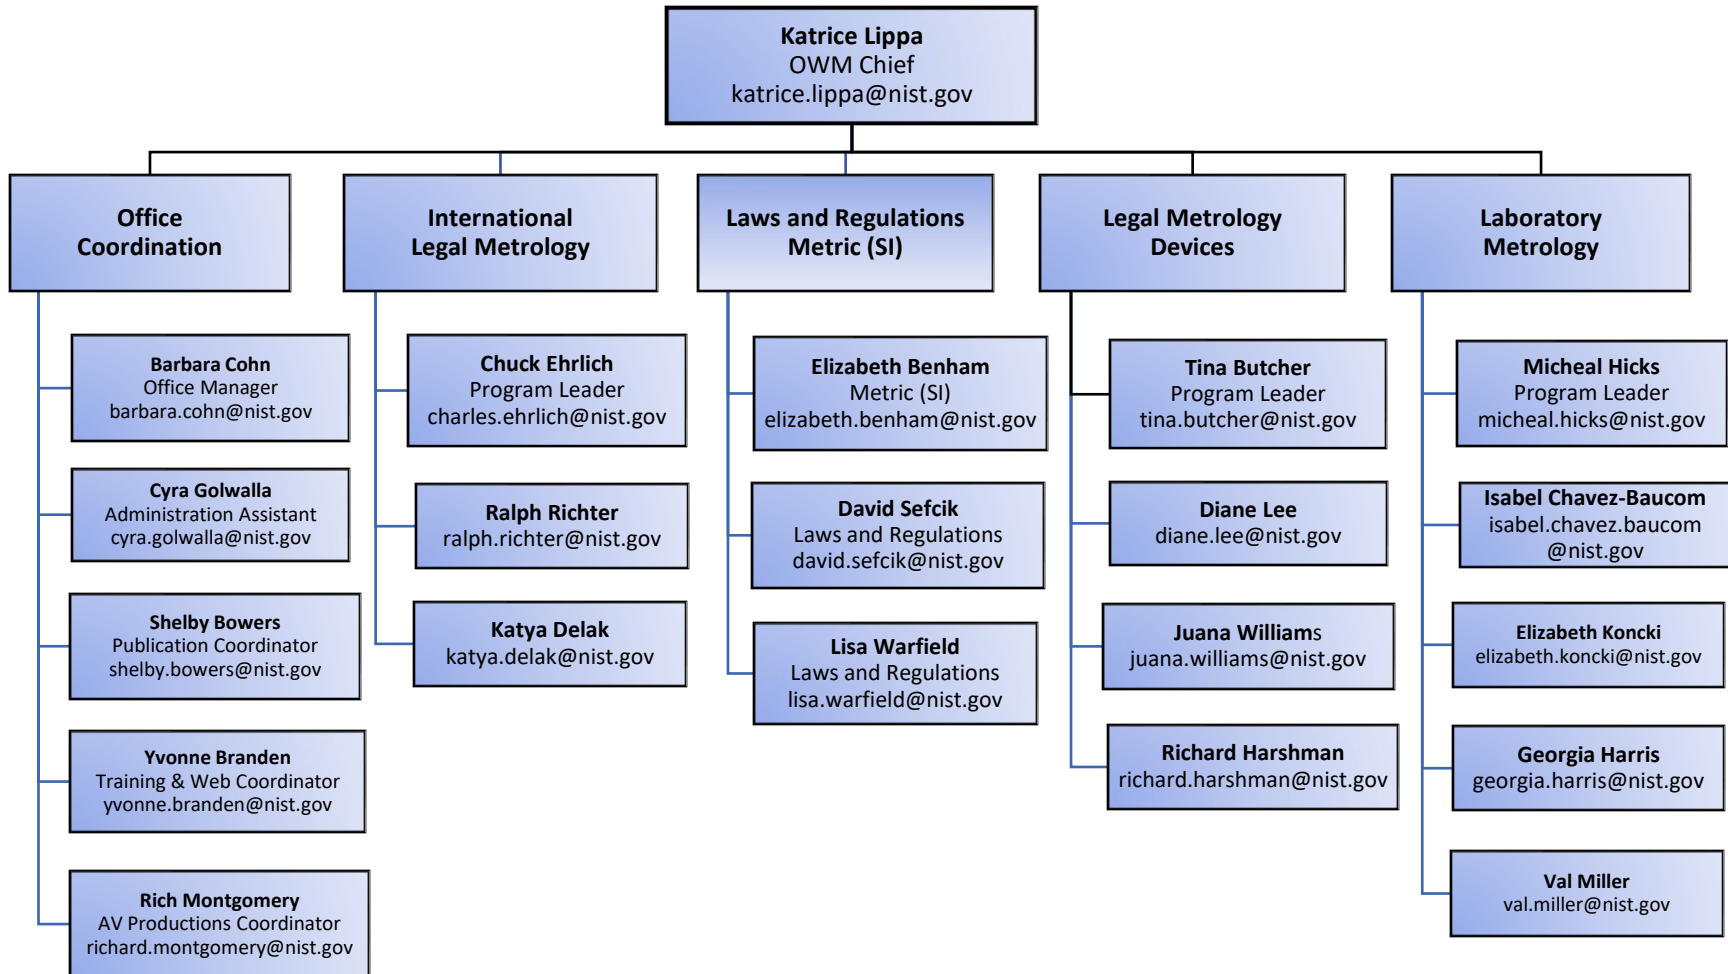 Katrice Lippa
OWM Chief
katrice.lippa@nist.gov
Office
Coordination
Barbara Cohn
Office Manager
barbara.cohn@nist.gov
Cyra Golwalla
Administration Assistant
cyra.golwalla@nist.gov
Shelby Bowers
Publication Coordinator
shelby.bowers@nist.gov
Yvonne Branden
Training & Web Coordinator
yvonne.branden@nist.gov
Rich Montgomery
AV Productions Coordinator
richard.montgomery@nist.gov
International
Legal Metrology
Chuck Ehrlich
Program Leader
charles.ehrlich@nist.gov
Ralph Richter
ralph.richter@nist.gov
Katya Delak
katya.delak@nist.gov
Laws and Regulations
Metric (SI)
Elizabeth Benham
Metric (SI)
elizabeth.benham@nist.gov
David Sefcik
Laws and Regulations
david.sefcik@nist.gov
Lisa Warfield
Laws and Regulations
lisa.warfield@nist.gov
Legal Metrology
Devices
Tina Butcher
Program Leader
tina.butcher@nist.gov
Diane Lee
diane.lee@nist.gov
Juana Williams
juana.williams@nist.gov
Richard Harshman
richard.harshman@nist.gov
Laboratory
Metrology
Micheal Hicks
Program Leader
micheal.hicks@nist.gov
Isabel Chavez-Baucom
isabel.chavez.baucom
@nist.gov
Elizabeth Koncki
elizabeth.koncki@nist.gov
Georgia Harris
georgia.harris@nist.gov
Val Miller
val.miller@nist.gov